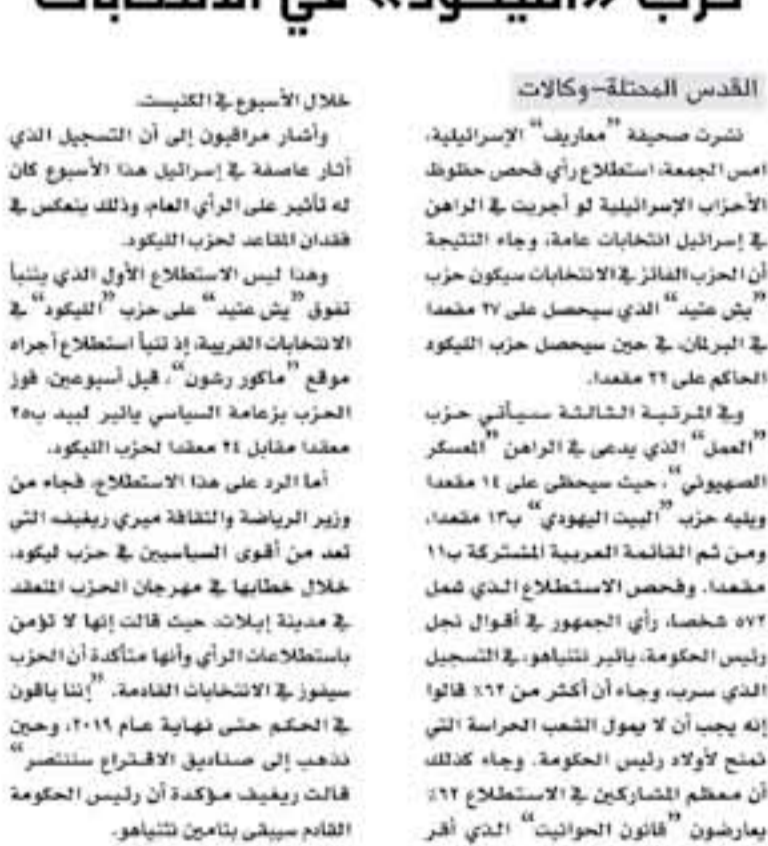 حزب «الليكود» في الانتخابات
القدس المحتلة-وكالات
نشرت صحيفة "معاريف" الإسرائيلية،
امس الجمعة، استطلاع رأي فحص حظوظ
الأحزاب الإسرائيلية لو أجريت في الراهن
في إسرائيل انتخابات عامة، وجاء النتيجة
أن الحزب الفائز في الانتخابات سيكون حزب
"يش عتيد" الذي سيحصل على ٢٧ مقعدا
في البرلمان، في حين سيحصل حزب الليكود
الحاكم على ٢٢ مقعدا.
وفي المرتبة الثالثة سيأتي حزب
"العمل" الذي يدعى في الراهن "المعسكر
الصهيوني"، حيث سيحظى على ١٤ مقعدا
ويليه حزب "البيت اليهودي" ب١٣ مقعدا،
ومن ثم القائمة العربية المشتركة ب١١
مقعدا. وفحص الاستطلاع الذي شمل
٥٧٢ شخصا، رأي الجمهور في أقوال نجل
رئيس الحكومة، يائير نتنياهو، في التسجيل
الذي سرب، وجاء أن أكثر من ٦٢٪ قالوا
إنه يجب أن لا يمول الشعب الحراسة التي
تمنح لأولاد رئيس الحكومة. وجاء كذلك
أن معظم المشاركين في الاستطلاع ٦٢٪
يعارضون "قانون الحوانيت" الذي أقر
خلال الأسبوع في الكنيست.
وأشار مراقبون إلى أن التسجيل الذي
أثار عاصفة في إسرائيل هذا الأسبوع كان
له تأثير على الرأي العام، وذلك ينعكس في
فقدان المقاعد لحزب الليكود.
وهذا ليس الاستطلاع الأول الذي يتنبأ
تفوق "يش عتيد" على حزب "الليكود" في
الانتخابات القريبة، إذ تنبأ استطلاع أجراه
موقع "ماكور رشون"، قبل أسبوعين، فوز
الحزب بزعامة السياسي يائير لبيد ب٢٥
معقدا مقابل ٢٤ معقدا لحزب الليكود.
أما الرد على هذا الاستطلاع، فجاء من
وزير الرياضة والثقافة ميري ريغيف، التي
تعد من أقوى السياسيين في حزب ليكود،
خلال خطابها في مهرجان الحزب المنعقد
في مدينة إيلات، حيث قالت إنها لا تؤمن
باستطلاعات الرأي وأنها متأكدة أن الحزب
سيفوز في الانتخابات القادمة. "إننا باقون
في الحكم حتى نهاية عام ٢٠١٩، وحين
نذهب إلى صناديق الاقتراع سننتصر"
قالت ريغيف مؤكدة أن رئيس الحكومة
القادم سيبقى بنامين نتنياهو.